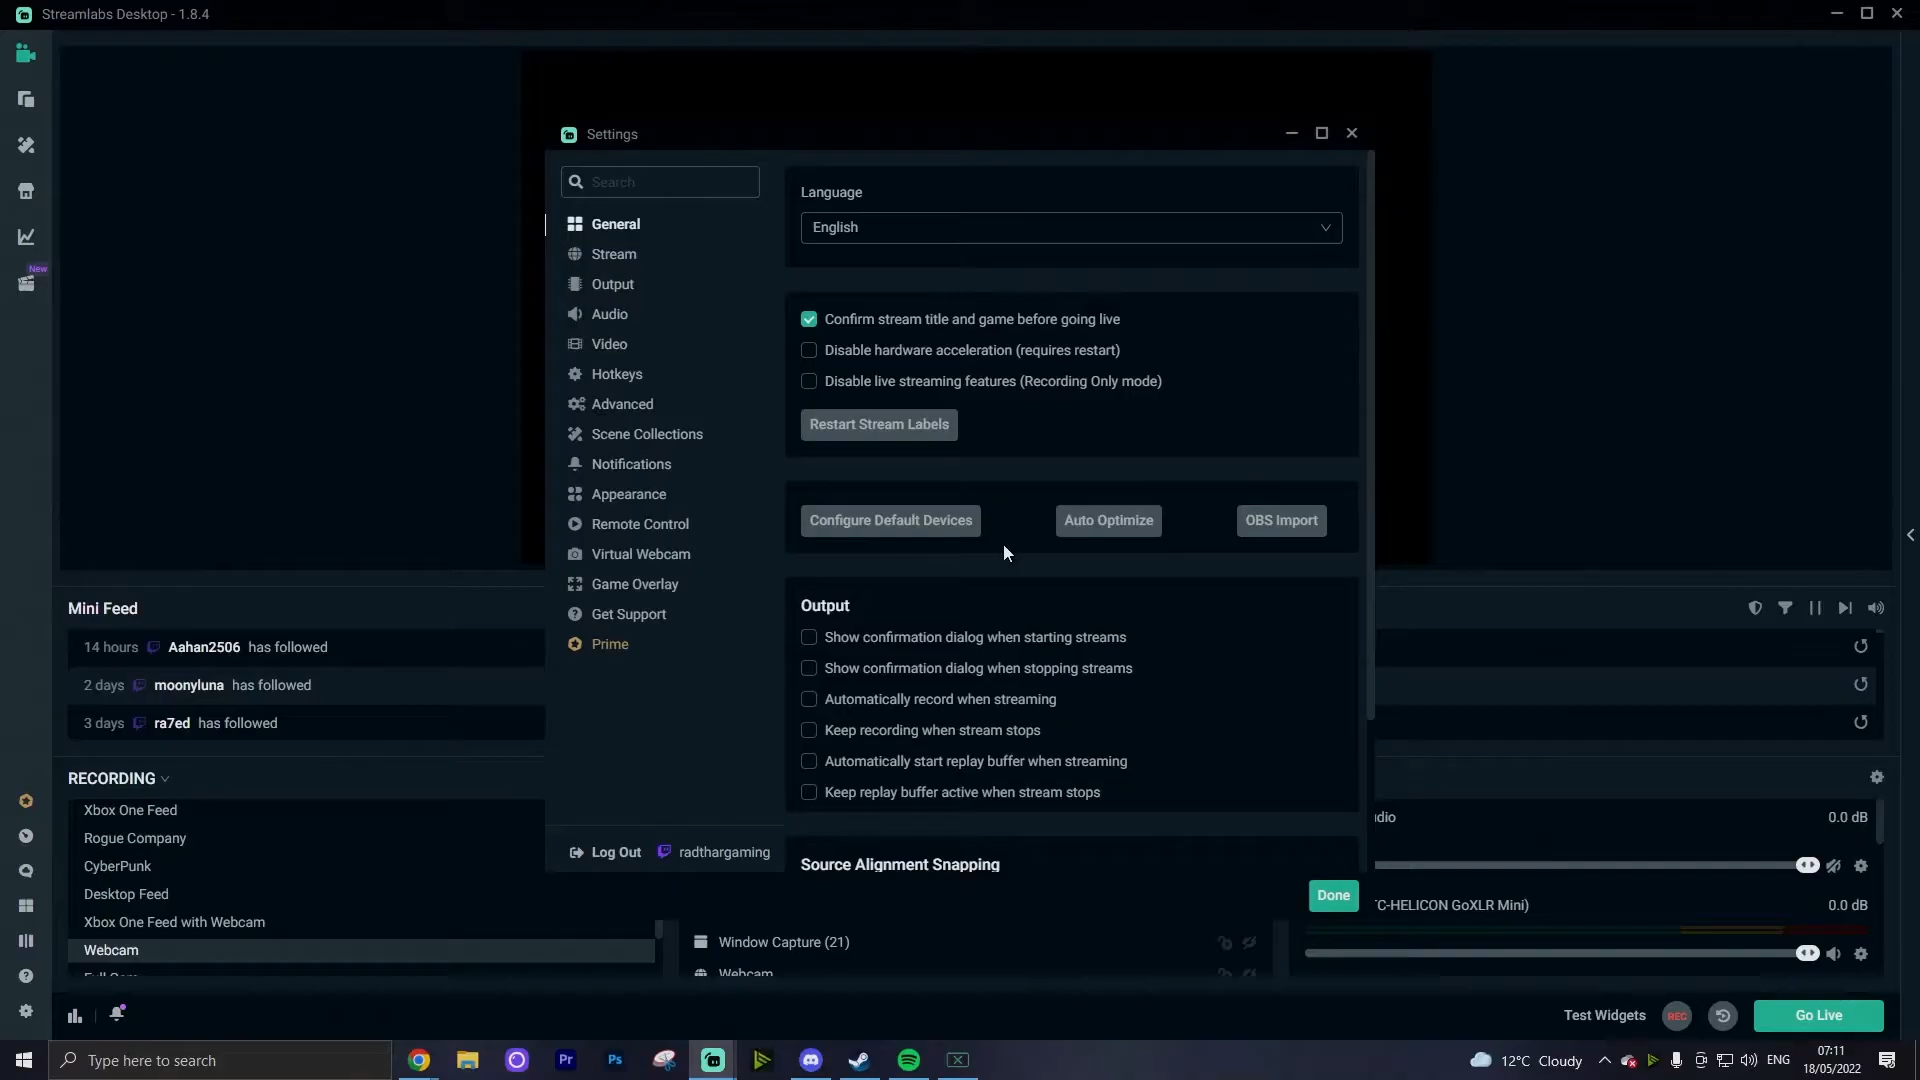 Streamlabs Desktop - 1.8.4
New
Settings
Search
General
Stream
Output
Audio
Video
Hotkeys
Advanced
Scene Collections
Notifications
Appearance
Remote Control
Virtual Webcam
Game Overlay
Get Support
Prime
Log Out
radthargaming
Language
English
Confirm stream title and game before going live
Disable hardware acceleration (requires restart)
Disable live streaming features (Recording Only mode)
Restart Stream Labels
Configure Default Devices
Auto Optimize
OBS Import
Output
Show confirmation dialog when starting streams
Show confirmation dialog when stopping streams
Automatically record when streaming
Keep recording when stream stops
Automatically start replay buffer when streaming
Keep replay buffer active when stream stops
Source Alignment Snapping
Done
Mini Feed
14 hours Aahan2506 has followed
2 days moonyluna has followed
3 days ra7ed has followed
RECORDING
Xbox One Feed
Rogue Company
CyberPunk
Desktop Feed
Xbox One Feed with Webcam
Webcam
Window Capture (21)
Webcam
dio 0.0 dB
TC-HELICON GoXLR Mini) 0.0 dB
Test Widgets
REC
Go Live
Type here to search
Pr
Ps
12°C Cloudy
ENG
07:11
18/05/2022